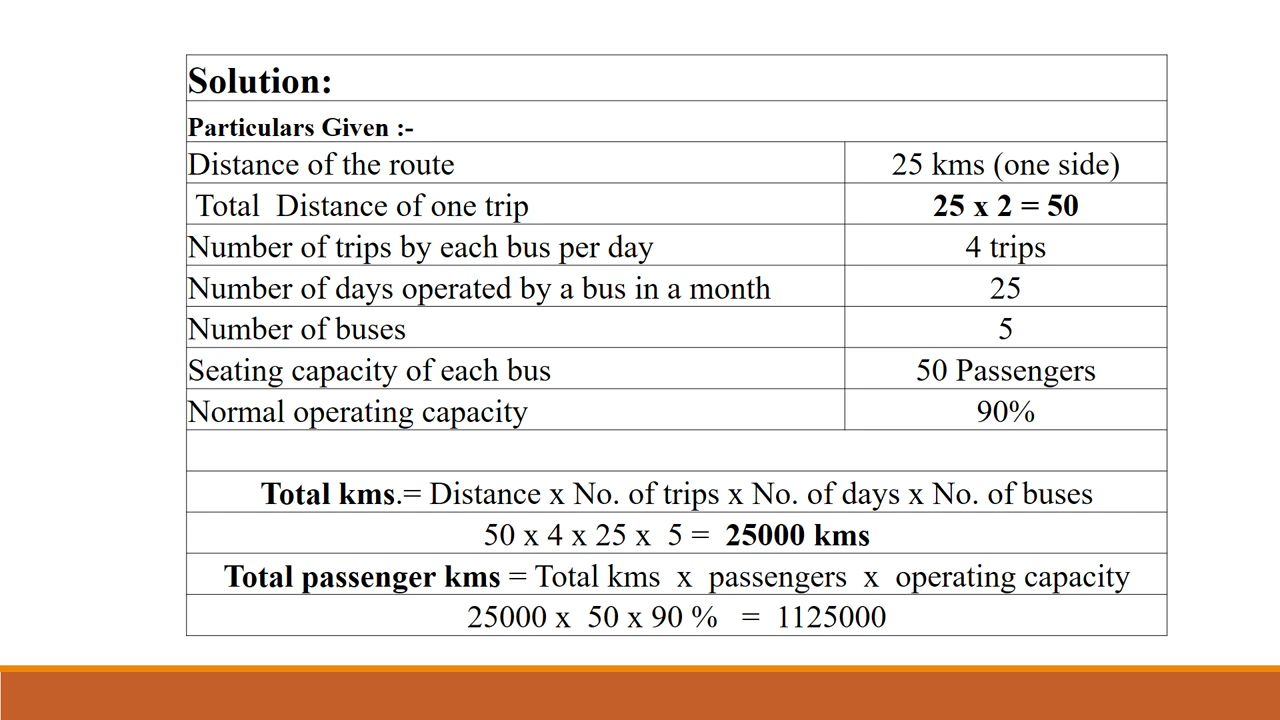 Solution:
Particulars Given :-
Distance of the route 25 kms (one side)
Total Distance of one trip 25 x 2 = 50
Number of trips by each bus per day 4 trips
Number of days operated by a bus in a month 25
Number of buses 5
Seating capacity of each bus 50 Passengers
Normal operating capacity 90%
Total kms.= Distance x No. of trips x No. of days x No. of buses
50 x 4 x 25 x 5 = 25000 kms
Total passenger kms = Total kms x passengers x operating capacity
25000 x 50 x 90 % = 1125000